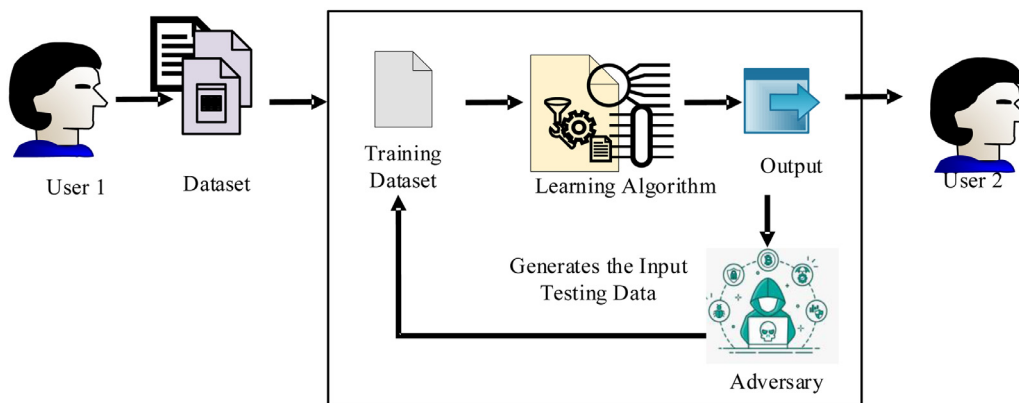 User 1
Dataset
Training
Dataset
Learning Algorithm
Output
User 2
Generates the Input
Testing Data
Adversary